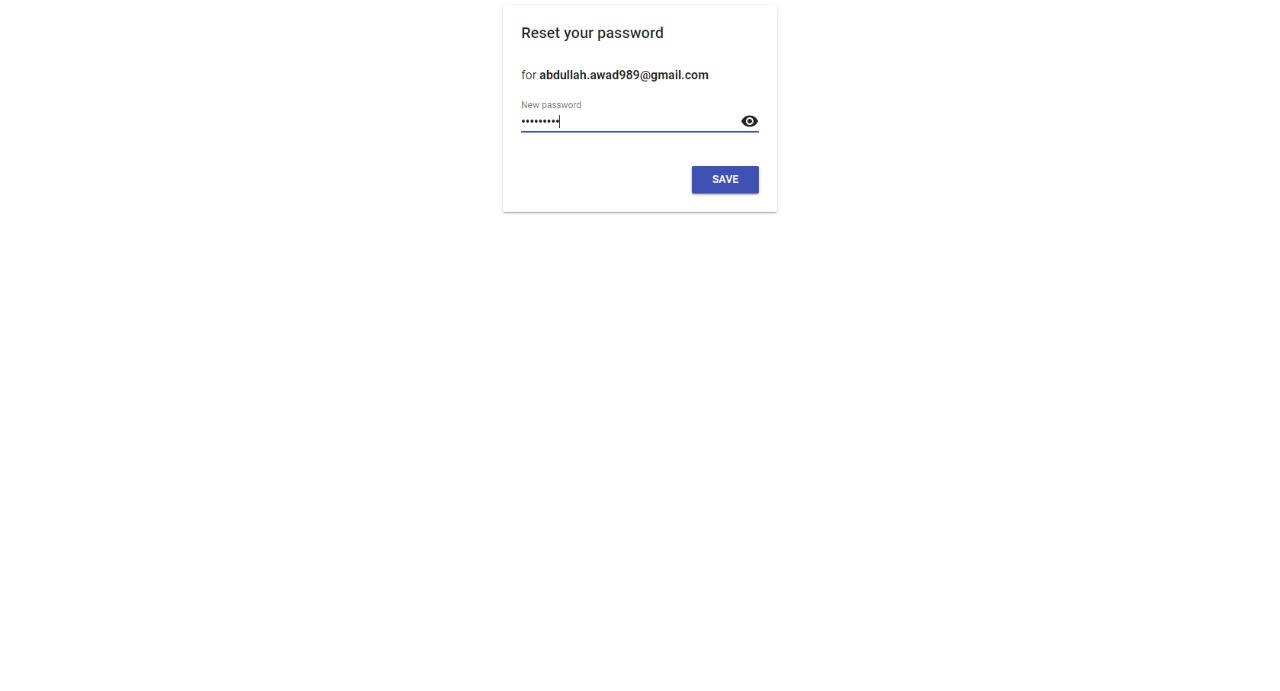 Reset your password
for abdullah.awad989@gmail.com
New password
•••••••••
SAVE